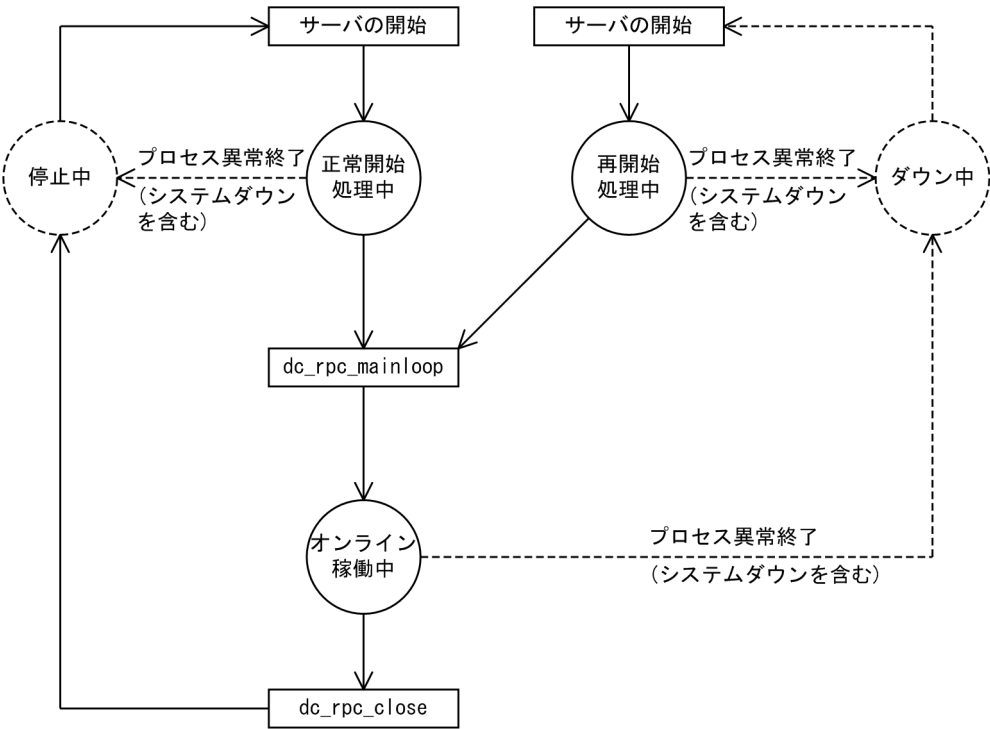 サーバの開始
サーバの開始
停止中
プロセス異常終了
(システムダウン
を含む)
正常開始
処理中
再開始
処理中
プロセス異常終了
(システムダウン
を含む)
ダウン中
dc_rpc_mainloop
オンライン
稼働中
プロセス異常終了
(システムダウンを含む)
dc_rpc_close